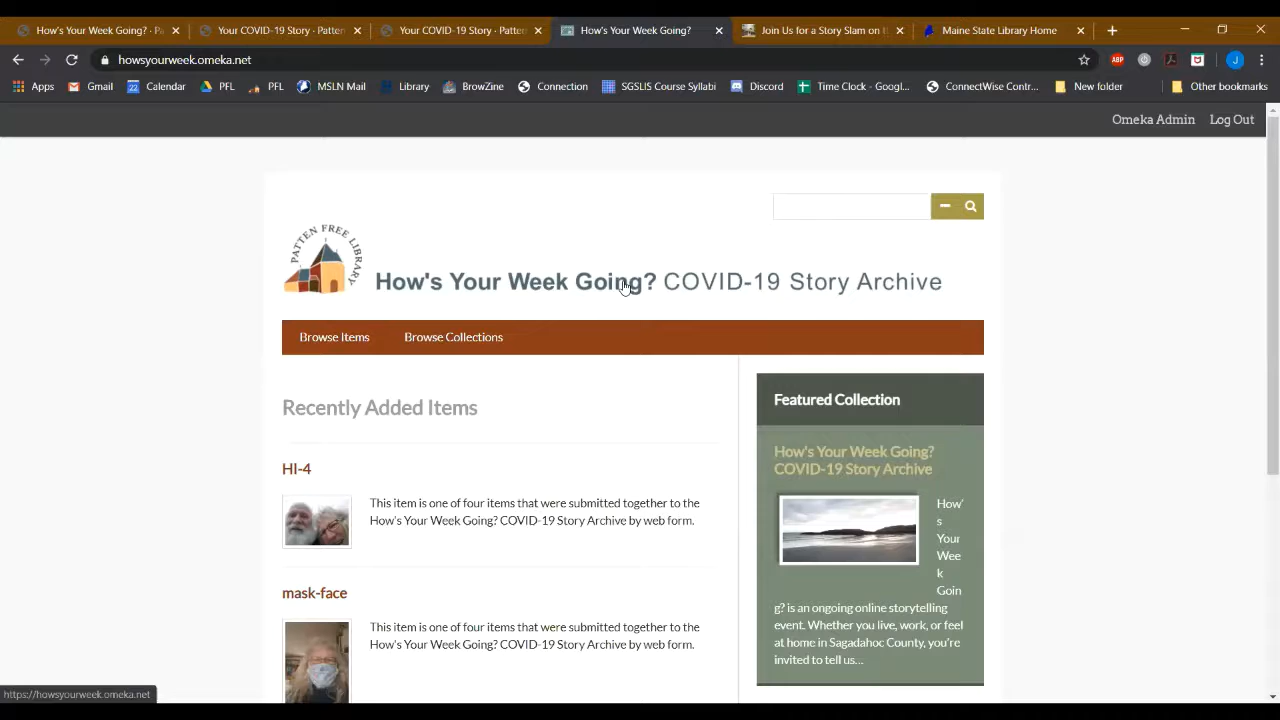 How's Your Week Going? · Pa
Your COVID-19 Story · Patten
Your COVID-19 Story · Patten
How's Your Week Going?
Join Us for a Story Slam on t
Maine State Library Home
howsyourweek.omeka.net
ABP
J
Apps
Gmail
22
Calendar
PFL
PFL
MSLN Mail
Library
BrowZine
Connection
SGSLIS Course Syllabi
Discord
Time Clock - Googl...
ConnectWise Contr...
New folder
Other bookmarks
Omeka Admin
Log Out
PATTEN FREE LIBRARY
How's Your Week Going? COVID-19 Story Archive
Browse Items
Browse Collections
Recently Added Items
HI-4
This item is one of four items that were submitted together to the
How's Your Week Going? COVID-19 Story Archive by web form.
mask-face
This item is one of four items that were submitted together to the
How's Your Week Going? COVID-19 Story Archive by web form.
Featured Collection
How's Your Week Going?
COVID-19 Story Archive
How'
s
Your
Wee
k
Goin
g? is an ongoing online storytelling
event. Whether you live, work, or feel
at home in Sagadahoc County, you're
invited to tell us...
https://howsyourweek.omeka.net